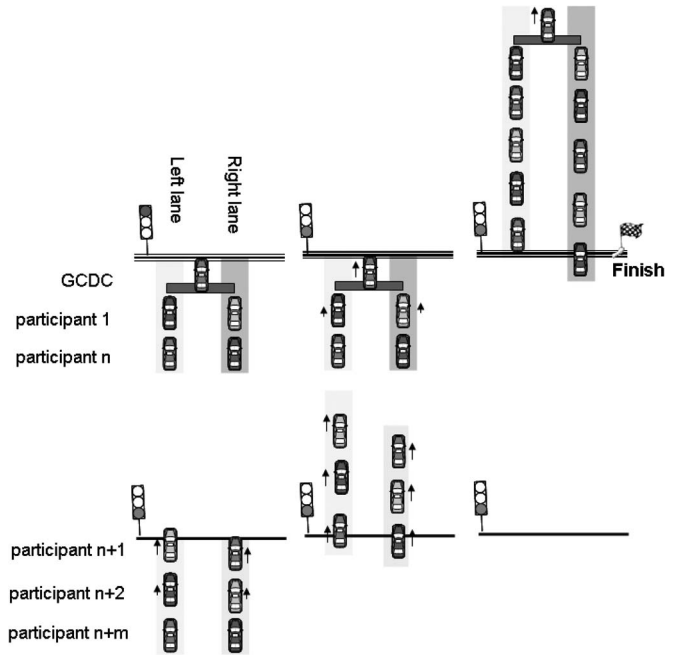 Left lane
Right lane
GCDC
participant 1
participant n
Finish
participant n+1
participant n+2
participant n+m